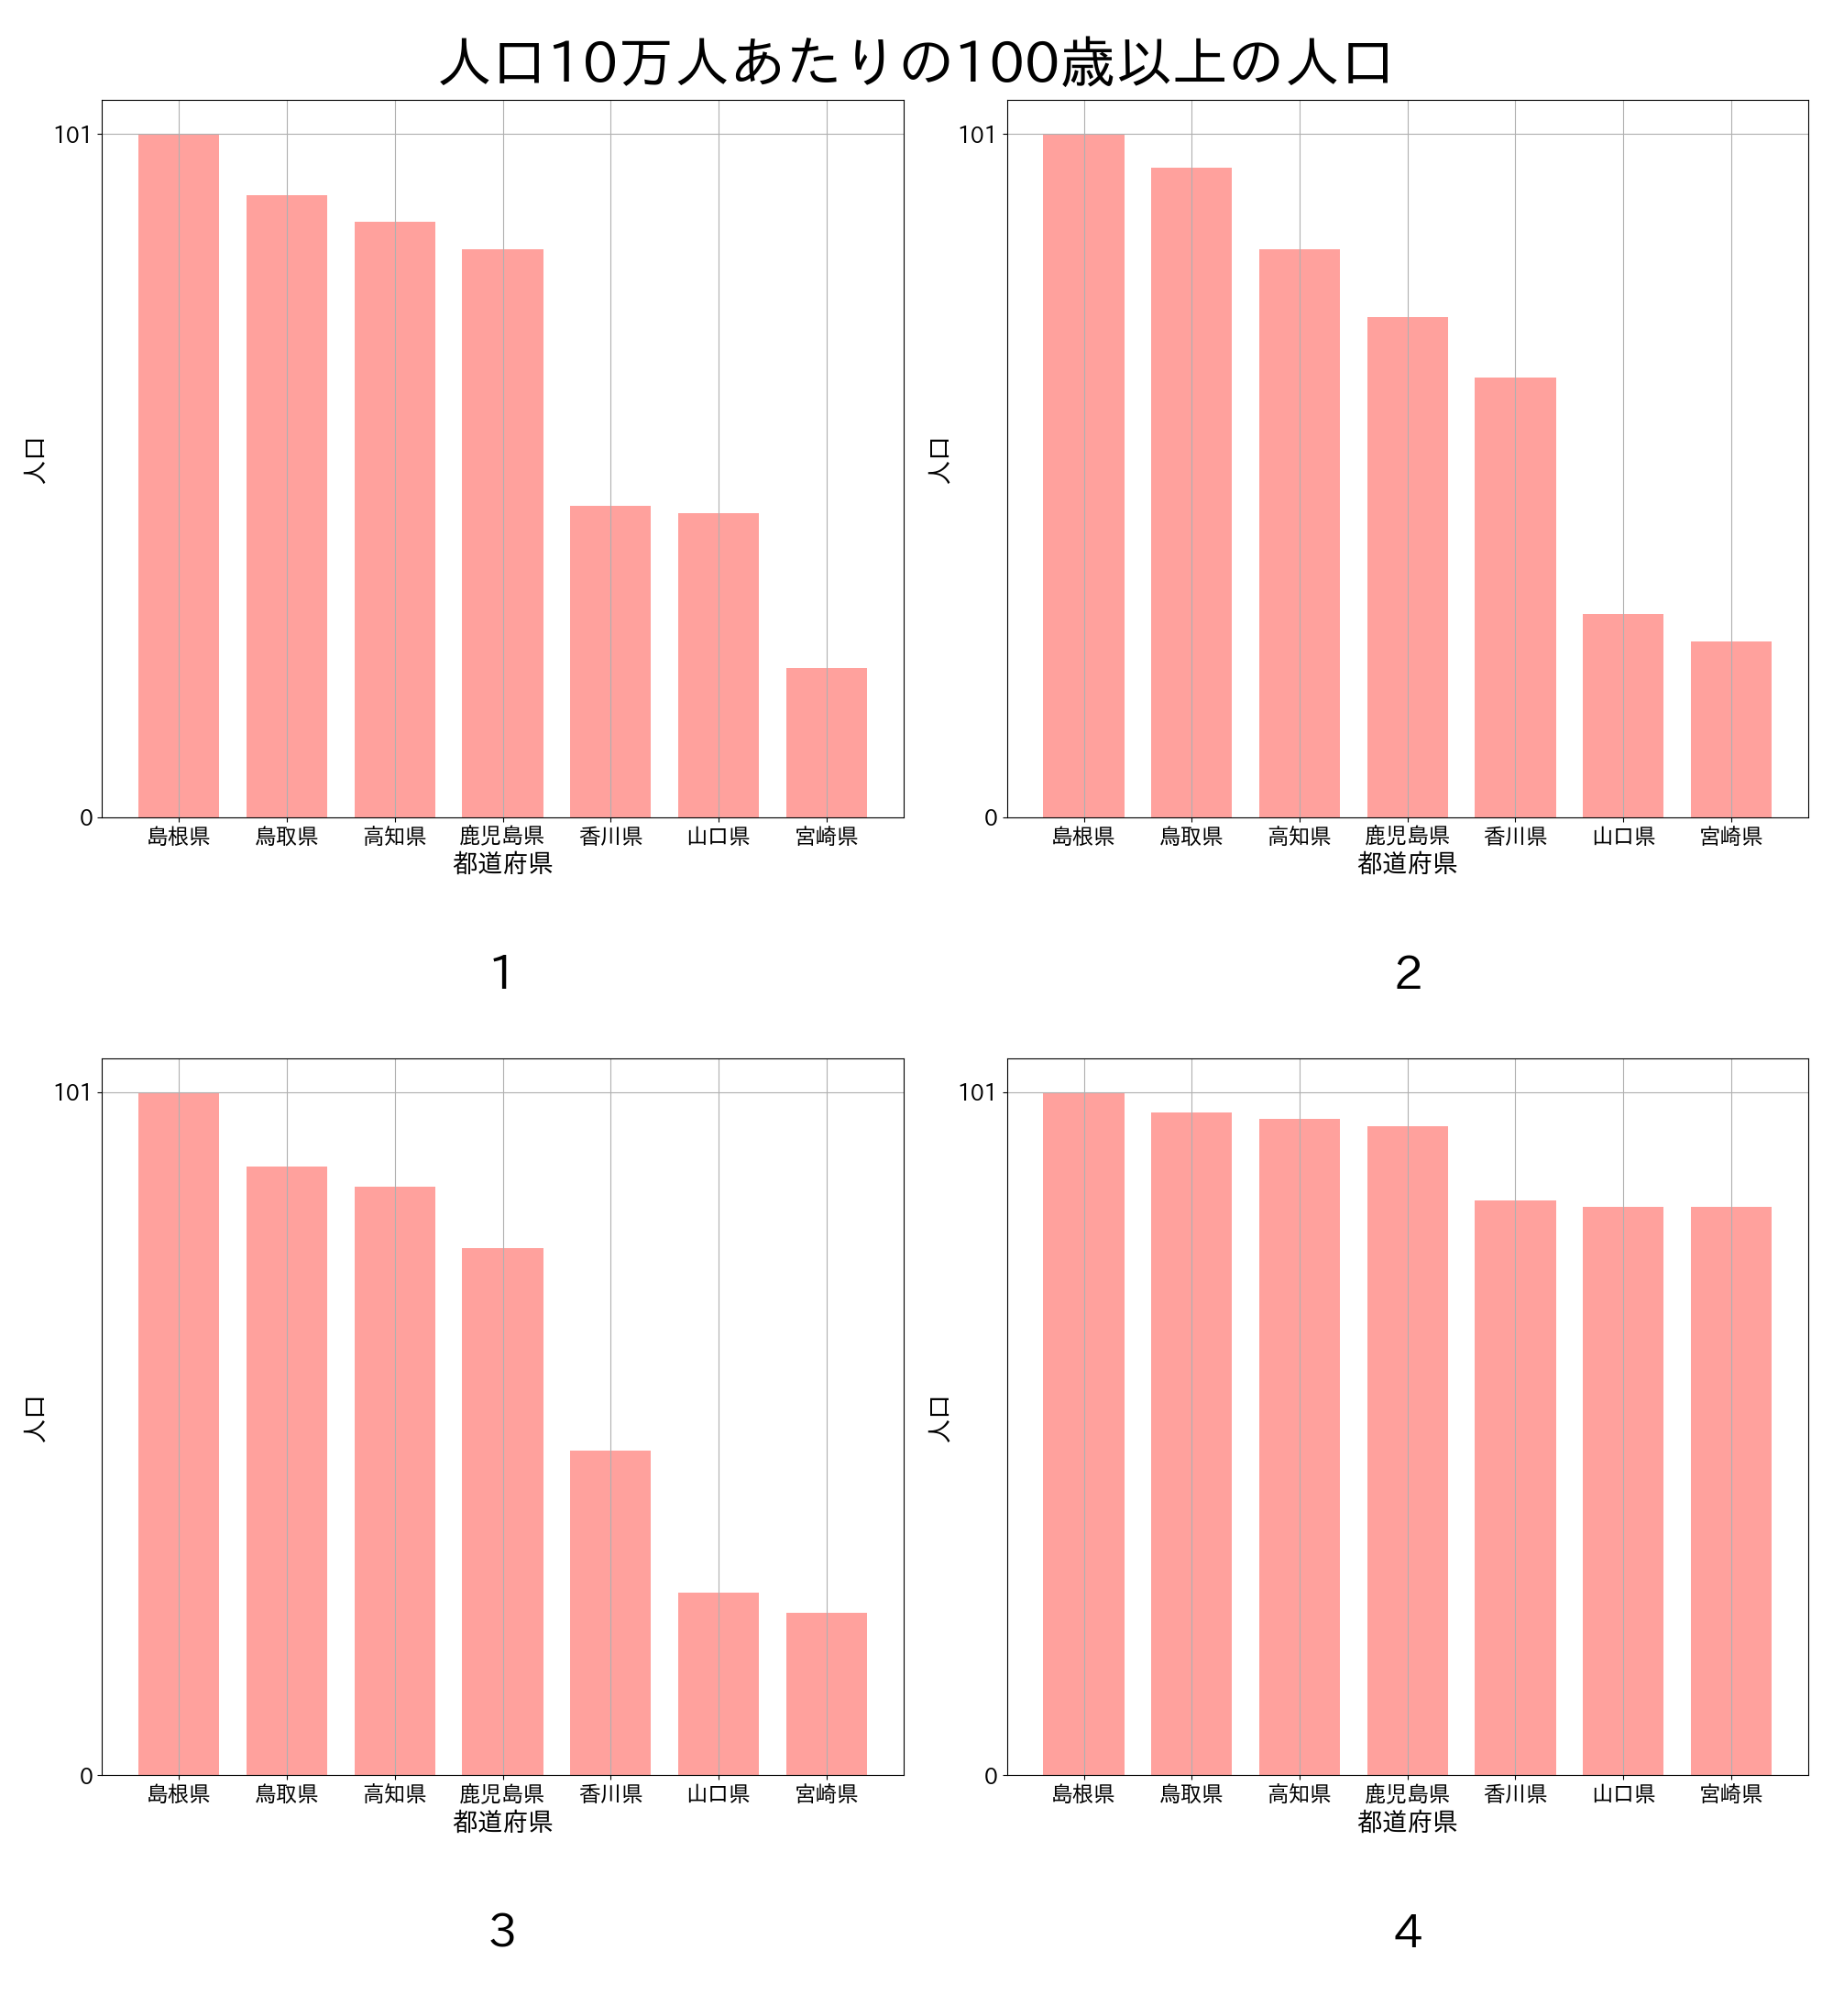 人口10万人あたりの100歳以上の人口
101
0
人口
島根県 鳥取県 高知県 鹿児島県 香川県 山口県 宮崎県
都道府県
1
101
0
人口
島根県 鳥取県 高知県 鹿児島県 香川県 山口県 宮崎県
都道府県
2
101
0
人口
島根県 鳥取県 高知県 鹿児島県 香川県 山口県 宮崎県
都道府県
3
101
0
人口
島根県 鳥取県 高知県 鹿児島県 香川県 山口県 宮崎県
都道府県
4